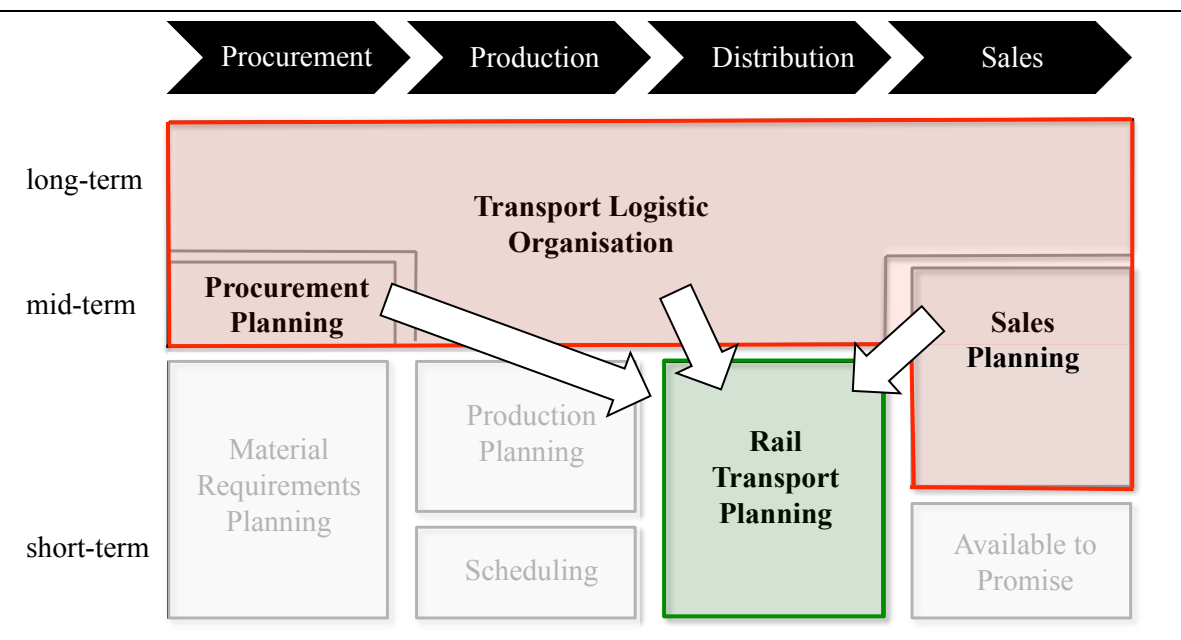 Procurement
Production
Distribution
Sales
long-term
Transport Logistic
Organisation
mid-term
Procurement
Planning
Sales
Planning
Material
Requirements
Planning
Production
Planning
Rail
Transport
Planning
short-term
Scheduling
Available to
Promise